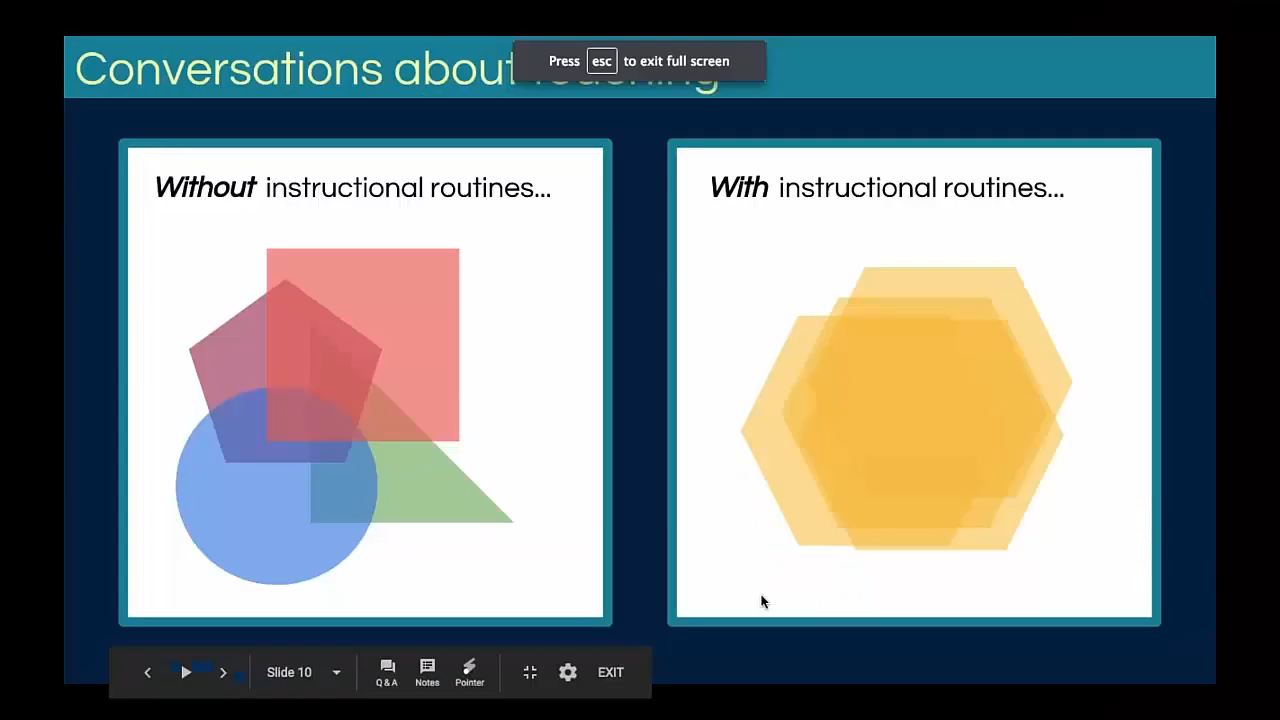 Conversations about Teaching
Press esc to exit full screen
Without instructional routines...
With instructional routines...
Slide 10
Q & A
Notes
Pointer
EXIT